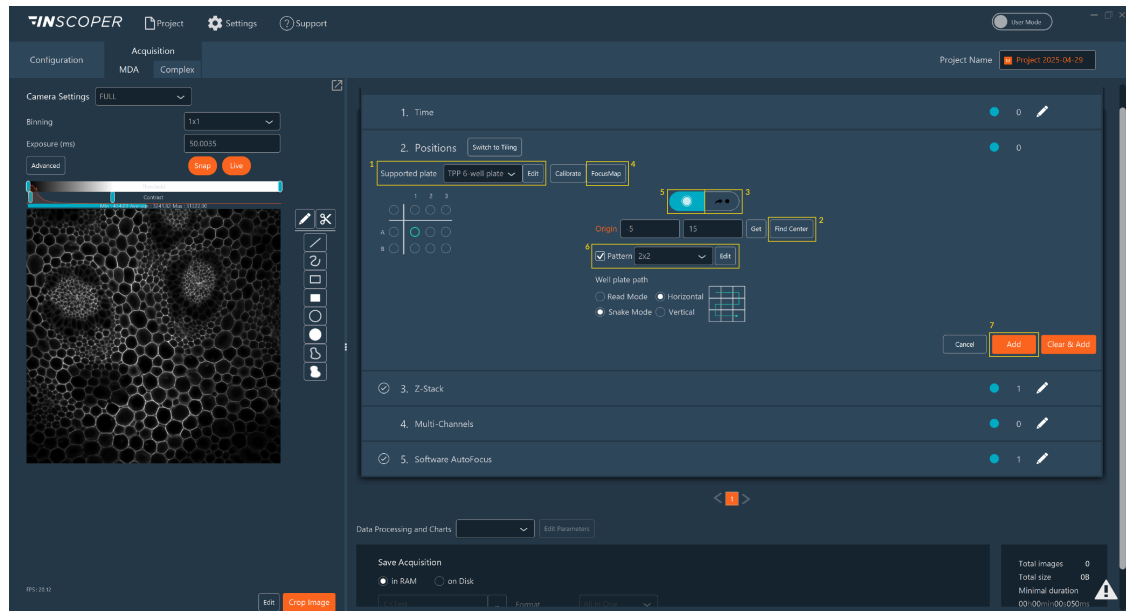 INSCOPER Project Settings Support User Mode
Configuration Acquisition Project Name Project 2025-04-29
MDA Complex
Camera Settings FULL
Binning 1x1
Exposure (ms) 50.0035
Advanced Snap Live
Contrast
1. Time 0
2. Positions Switch to Tiling 0
1 Supported plate TPP 6 well plate Edit Calibrate FocusMap 4
1 2 3
A
B
5 3
Origin -5 15 Get Find Center 2
6 Pattern 2x2 Edit
Well plate path
Read Mode Horizontal
Snake Mode Vertical
7
Cancel Add Clear & Add
3. Z-Stack 1
4. Multi-Channels 0
5. Software AutoFocus 1
< 1 >
Data Processing and Charts Edit Parameters
Save Acquisition
in RAM on Disk
Format
Total images 0
Total size 0B
Minimal duration
00h00min00s050ms
FPS: 20.12
Edit Crop Image